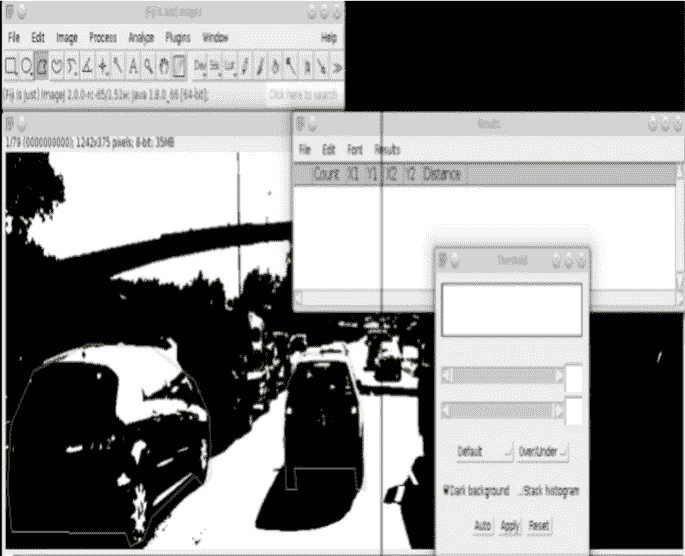 (Fiji Is Just) ImageJ
File Edit Image Process Analyze Plugins Window Help
Dev Stk Lut
(Fiji is just) ImageJ 2.0.0-rc-65/1.51w; Java 1.8.0_66 [64-bit];
Click here to search
1/79 (0000000000); 1242x375 pixels; 8-bit; 35MB
Results
File Edit Font Results
Count X1 Y1 X2 Y2 Distance
Threshold
Default Over/Under
Dark background Stack histogram
Auto Apply Reset